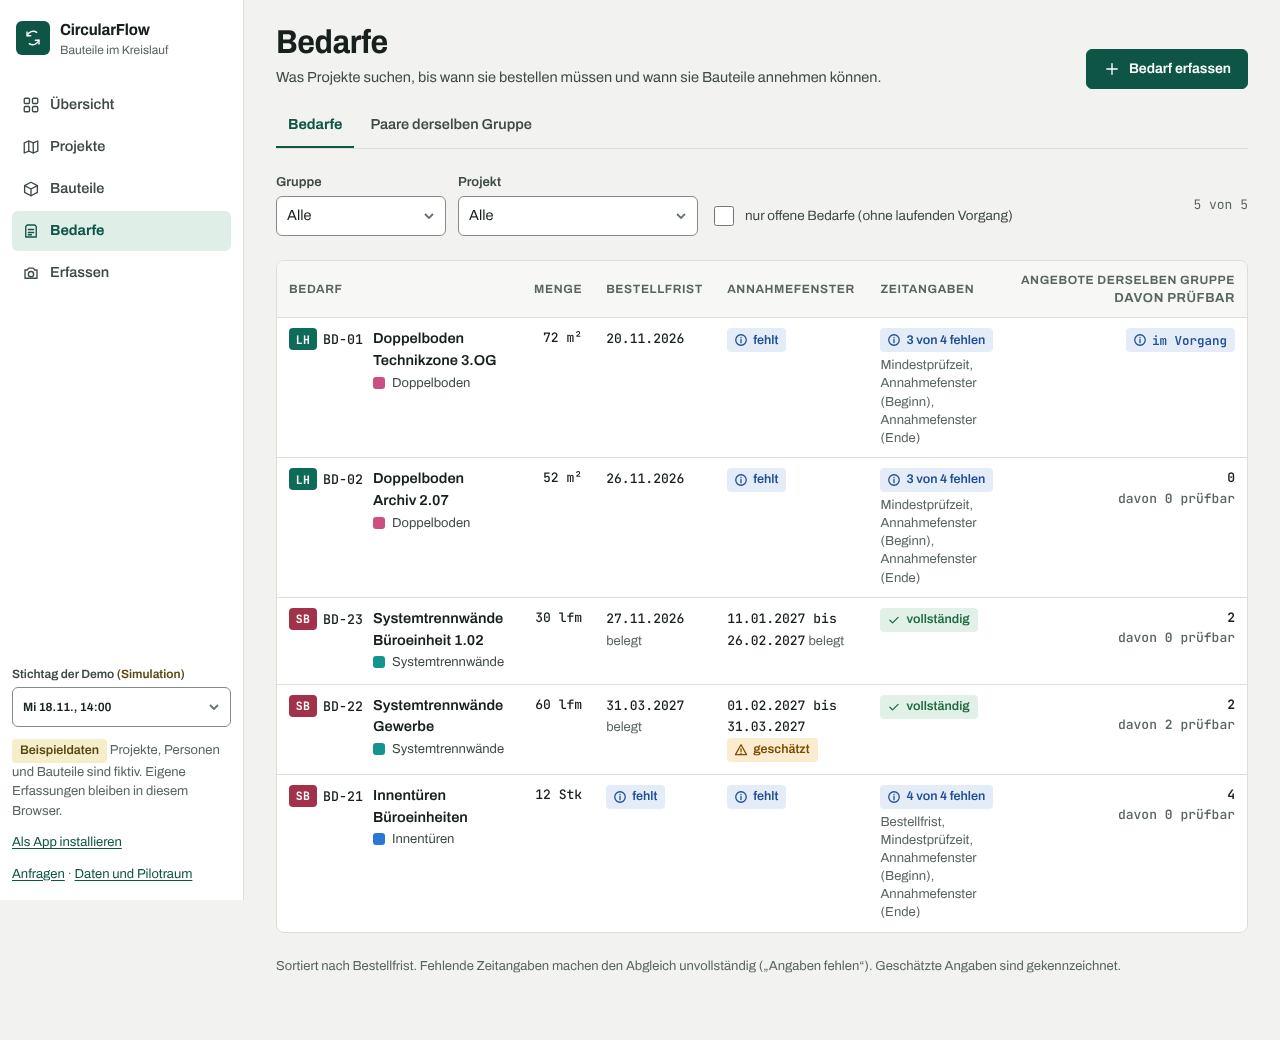 CircularFlow
Bauteile im Kreislauf
Übersicht
Projekte
Bauteile
Bedarfe
Erfassen
Stichtag der Demo (Simulation)
Mi 18.11., 14:00
Beispieldaten Projekte, Personen
und Bauteile sind fiktiv. Eigene
Erfassungen bleiben in diesem
Browser.
Als App installieren
Anfragen · Daten und Pilotraum
Bedarfe
Was Projekte suchen, bis wann sie bestellen müssen und wann sie Bauteile annehmen können.
Bedarf erfassen
Bedarfe Paare derselben Gruppe
Gruppe Projekt
Alle Alle nur offene Bedarfe (ohne laufenden Vorgang) 5 von 5
BEDARF MENGE BESTELLFRIST ANNAHMEFENSTER ZEITANGABEN ANGEBOTE DERSELBEN GRUPPE
DAVON PRÜFBAR
LH BD-01 Doppelboden 72 m² 20.11.2026 fehlt 3 von 4 fehlen im Vorgang
Technikzone 3.OG
Doppelboden
Mindestprüfzeit,
Annahmefenster
(Beginn),
Annahmefenster
(Ende)
LH BD-02 Doppelboden 52 m² 26.11.2026 fehlt 3 von 4 fehlen 0
Archiv 2.07 davon 0 prüfbar
Doppelboden
Mindestprüfzeit,
Annahmefenster
(Beginn),
Annahmefenster
(Ende)
SB BD-23 Systemtrennwände 30 lfm 27.11.2026 11.01.2027 bis vollständig 2
Büroeinheit 1.02 belegt 26.02.2027 belegt davon 0 prüfbar
Systemtrennwände
SB BD-22 Systemtrennwände 60 lfm 31.03.2027 01.02.2027 bis vollständig 2
Gewerbe belegt 31.03.2027 davon 2 prüfbar
Systemtrennwände geschätzt
SB BD-21 Innentüren 12 Stk fehlt fehlt 4 von 4 fehlen 4
Büroeinheiten davon 0 prüfbar
Innentüren
Bestellfrist,
Mindestprüfzeit,
Annahmefenster
(Beginn),
Annahmefenster
(Ende)
Sortiert nach Bestellfrist. Fehlende Zeitangaben machen den Abgleich unvollständig („Angaben fehlen“). Geschätzte Angaben sind gekennzeichnet.